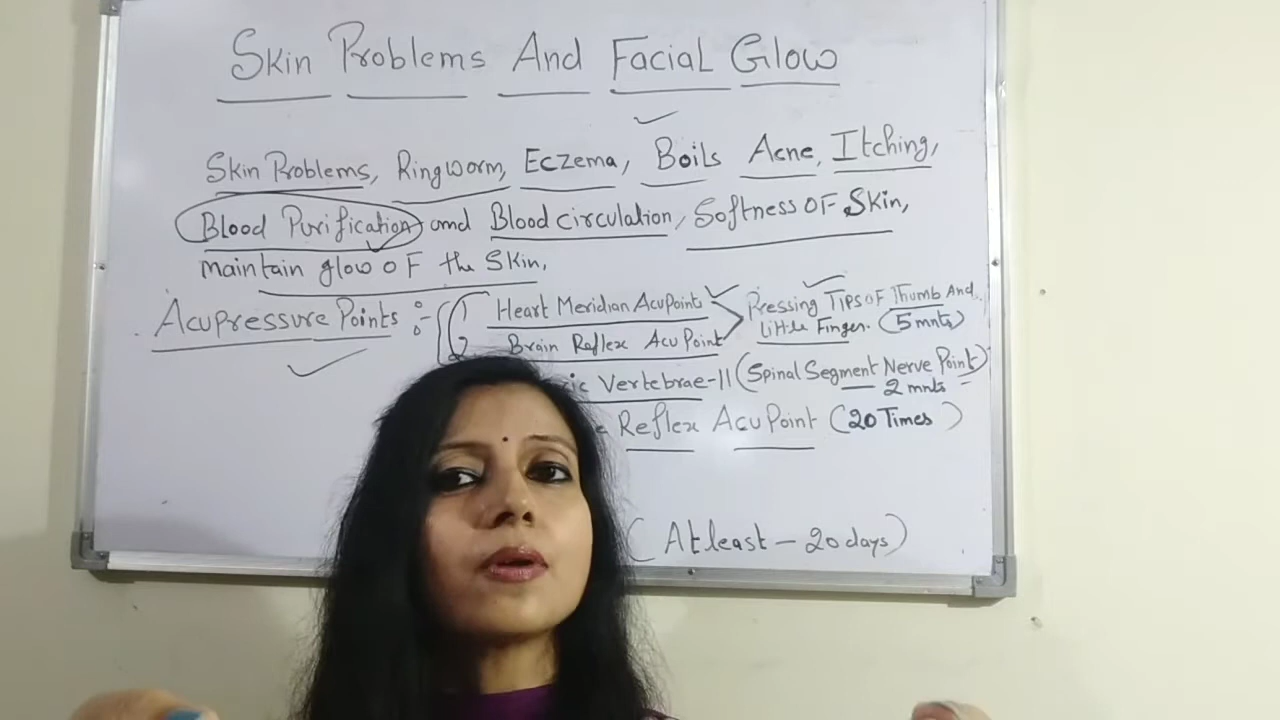 Skin Problems And Facial Glow
Skin Problems, Ringworm, Eczema, Boils Acne, Itching,
Blood Purification and Blood circulation, Softness of Skin,
maintain glow of the Skin.
Acupressure Points :- 1 Heart Meridian AcuPoint
2 Brain Reflex Acu Point
Pressing Tips of Thumb And
Little Finger. (5 mnts)
Vertebrae-11 (Spinal Segment Nerve Point)
— 2 mnts
Reflex AcuPoint (20 Times)
(At least — 20 days)